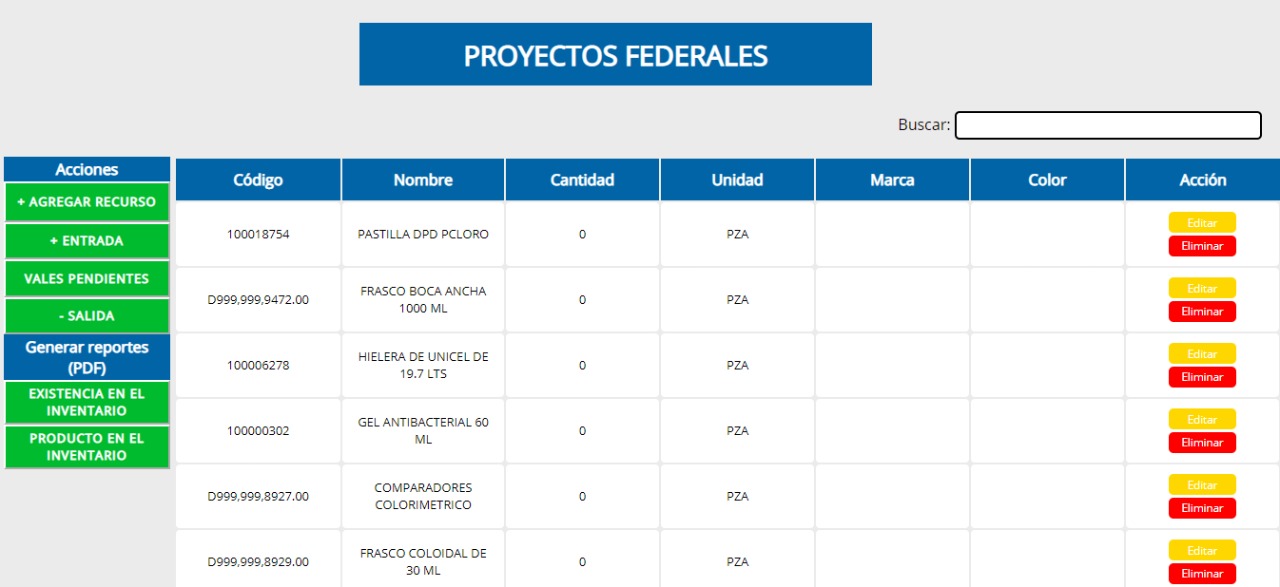 PROYECTOS FEDERALES
Buscar:
Acciones
+ AGREGAR RECURSO
+ ENTRADA
VALES PENDIENTES
- SALIDA
Generar reportes
(PDF)
EXISTENCIA EN EL
INVENTARIO
PRODUCTO EN EL
INVENTARIO
Código Nombre Cantidad Unidad Marca Color Acción
100018754 PASTILLA DPD PCLORO 0 PZA Editar
Eliminar
D999,999,9472.00 FRASCO BOCA ANCHA
1000 ML 0 PZA Editar
Eliminar
100006278 HIELERA DE UNICEL DE
19.7 LTS 0 PZA Editar
Eliminar
100000302 GEL ANTIBACTERIAL 60
ML 0 PZA Editar
Eliminar
D999,999,8927.00 COMPARADORES
COLORIMETRICO 0 PZA Editar
Eliminar
D999,999,8929.00 FRASCO COLOIDAL DE
30 ML 0 PZA Editar
Eliminar